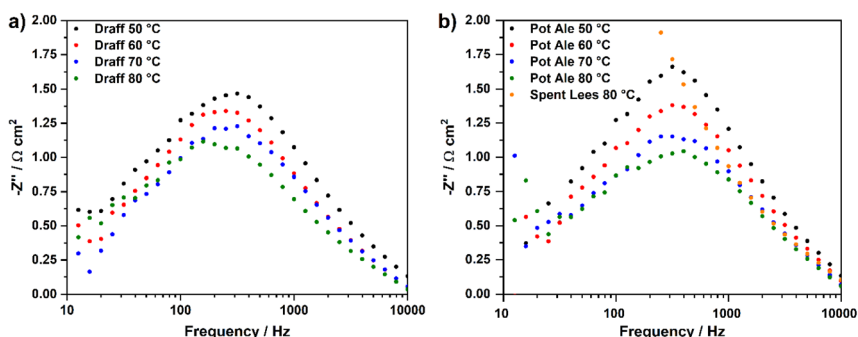 a)
Draff 50 °C
Draff 60 °C
Draff 70 °C
Draff 80 °C
2.00
1.75
1.50
1.25
1.00
0.75
0.50
0.25
0.00
-Z'' / Ω cm²
10
100
1000
10000
Frequency / Hz
b)
Pot Ale 50 °C
Pot Ale 60 °C
Pot Ale 70 °C
Pot Ale 80 °C
Spent Lees 80 °C
2.00
1.75
1.50
1.25
1.00
0.75
0.50
0.25
0.00
-Z'' / Ω cm²
10
100
1000
10000
Frequency / Hz